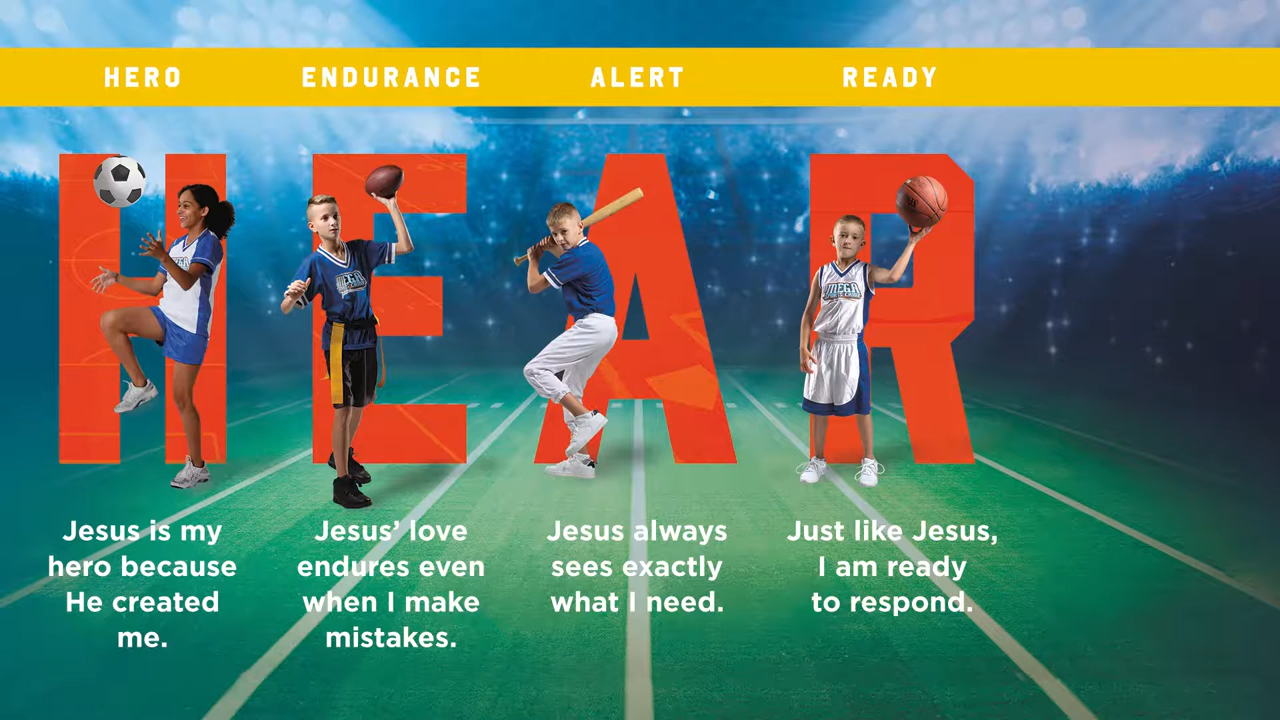 HERO ENDURANCE ALERT READY
HEAR
Jesus is my
hero because
He created
me.
Jesus’ love
endures even
when I make
mistakes.
Jesus always
sees exactly
what I need.
Just like Jesus,
I am ready
to respond.